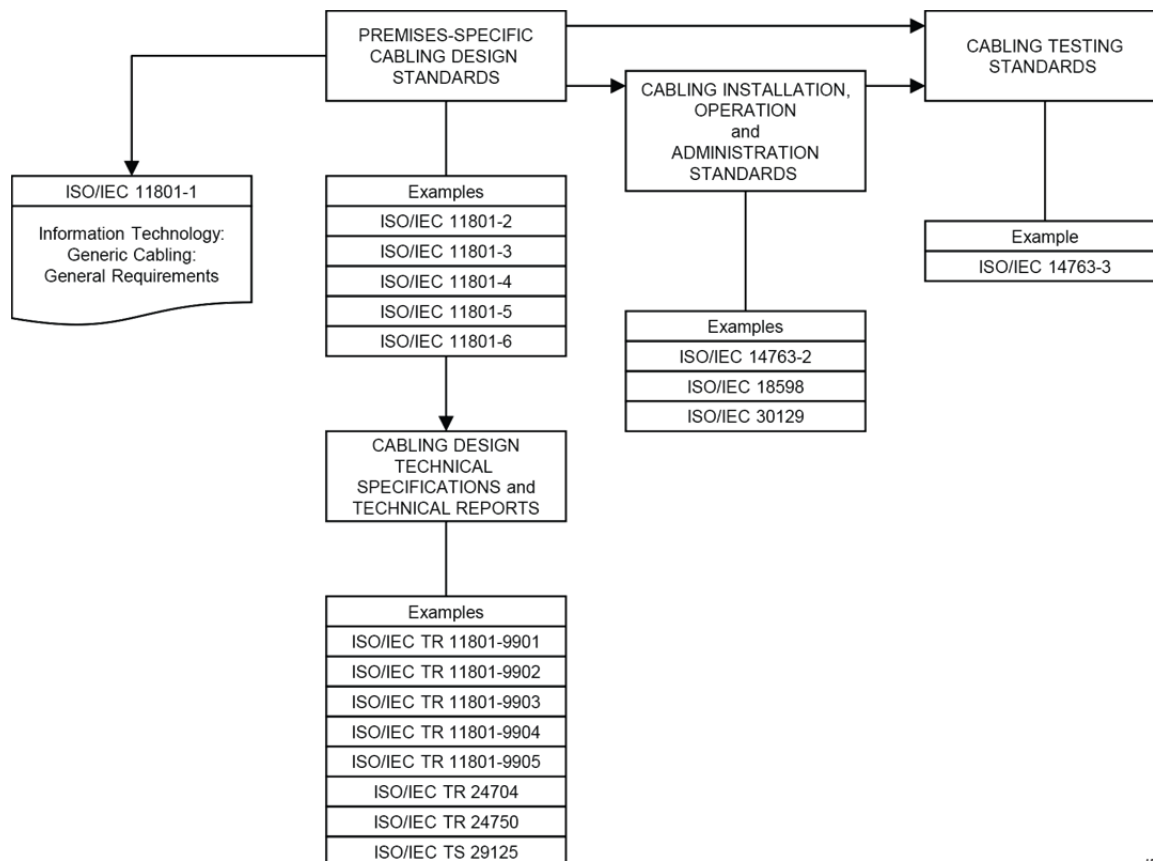 PREMISES-SPECIFIC
CABLING DESIGN
STANDARDS
CABLING TESTING
STANDARDS
CABLING INSTALLATION,
OPERATION
and
ADMINISTRATION
STANDARDS
ISO/IEC 11801-1
Information Technology:
Generic Cabling:
General Requirements
Examples
ISO/IEC 11801-2
ISO/IEC 11801-3
ISO/IEC 11801-4
ISO/IEC 11801-5
ISO/IEC 11801-6
Example
ISO/IEC 14763-3
Examples
ISO/IEC 14763-2
ISO/IEC 18598
ISO/IEC 30129
CABLING DESIGN
TECHNICAL
SPECIFICATIONS and
TECHNICAL REPORTS
Examples
ISO/IEC TR 11801-9901
ISO/IEC TR 11801-9902
ISO/IEC TR 11801-9903
ISO/IEC TR 11801-9904
ISO/IEC TR 11801-9905
ISO/IEC TR 24704
ISO/IEC TR 24750
ISO/IEC TS 29125